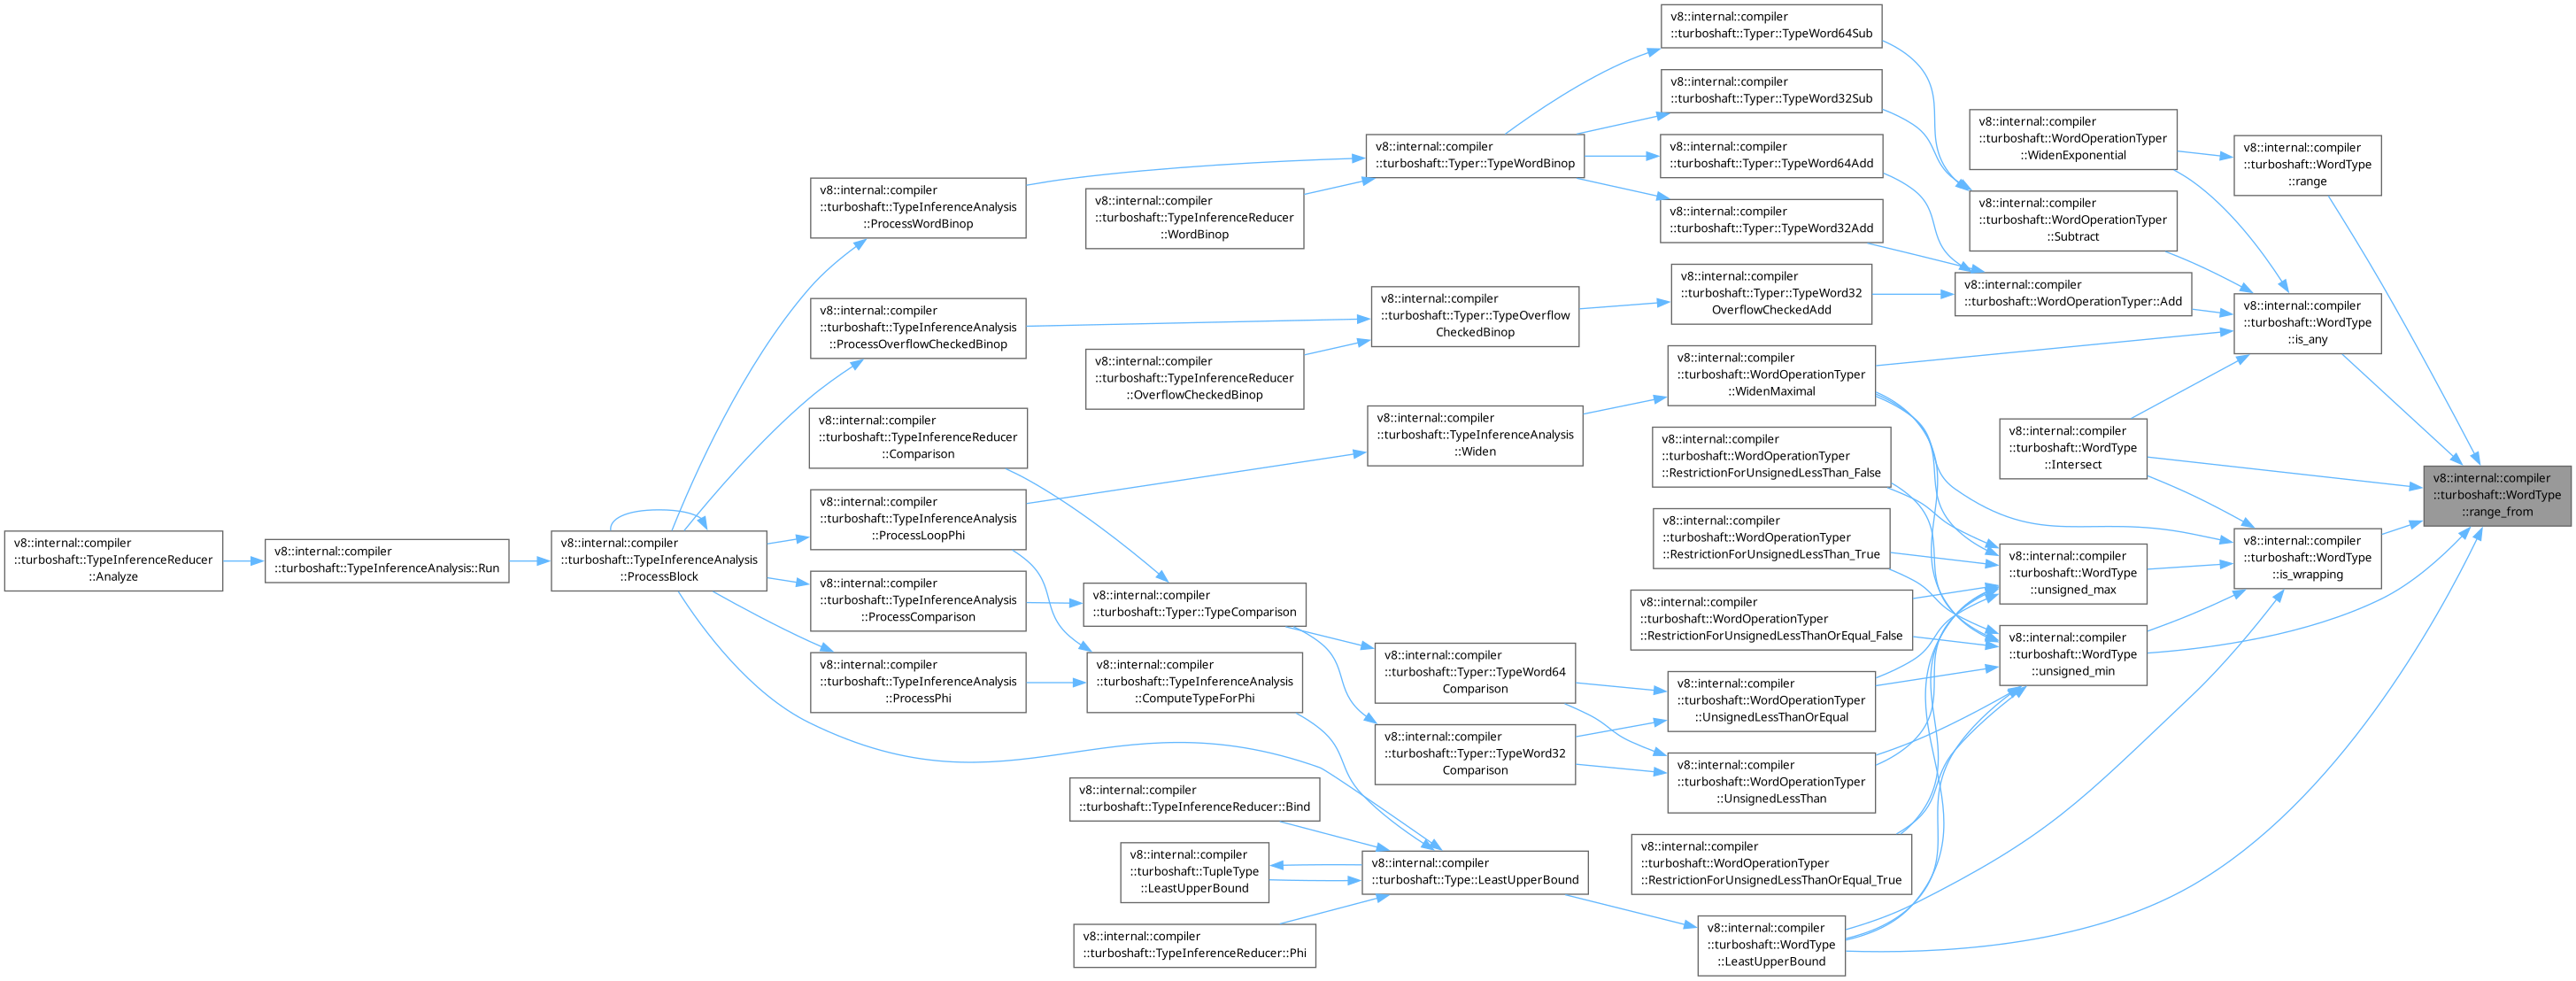 v8::internal::compiler
::turboshaft::TypeInferenceReducer
::Analyze
v8::internal::compiler
::turboshaft::TypeInferenceAnalysis::Run
v8::internal::compiler
::turboshaft::TypeInferenceAnalysis
::ProcessBlock
v8::internal::compiler
::turboshaft::TypeInferenceAnalysis
::ProcessWordBinop
v8::internal::compiler
::turboshaft::TypeInferenceAnalysis
::ProcessOverflowCheckedBinop
v8::internal::compiler
::turboshaft::TypeInferenceReducer
::Comparison
v8::internal::compiler
::turboshaft::TypeInferenceAnalysis
::ProcessLoopPhi
v8::internal::compiler
::turboshaft::TypeInferenceAnalysis
::ProcessComparison
v8::internal::compiler
::turboshaft::TypeInferenceAnalysis
::ProcessPhi
v8::internal::compiler
::turboshaft::TypeInferenceReducer
::WordBinop
v8::internal::compiler
::turboshaft::TypeInferenceReducer
::OverflowCheckedBinop
v8::internal::compiler
::turboshaft::Typer::TypeComparison
v8::internal::compiler
::turboshaft::TypeInferenceAnalysis
::ComputeTypeForPhi
v8::internal::compiler
::turboshaft::TypeInferenceReducer::Bind
v8::internal::compiler
::turboshaft::TupleType
::LeastUpperBound
v8::internal::compiler
::turboshaft::TypeInferenceReducer::Phi
v8::internal::compiler
::turboshaft::Typer::TypeWordBinop
v8::internal::compiler
::turboshaft::Typer::TypeOverflow
CheckedBinop
v8::internal::compiler
::turboshaft::TypeInferenceAnalysis
::Widen
v8::internal::compiler
::turboshaft::Typer::TypeWord64
Comparison
v8::internal::compiler
::turboshaft::Typer::TypeWord32
Comparison
v8::internal::compiler
::turboshaft::Type::LeastUpperBound
v8::internal::compiler
::turboshaft::Typer::TypeWord64Sub
v8::internal::compiler
::turboshaft::Typer::TypeWord32Sub
v8::internal::compiler
::turboshaft::Typer::TypeWord64Add
v8::internal::compiler
::turboshaft::Typer::TypeWord32Add
v8::internal::compiler
::turboshaft::Typer::TypeWord32
OverflowCheckedAdd
v8::internal::compiler
::turboshaft::WordOperationTyper
::WidenMaximal
v8::internal::compiler
::turboshaft::WordOperationTyper
::RestrictionForUnsignedLessThan_False
v8::internal::compiler
::turboshaft::WordOperationTyper
::RestrictionForUnsignedLessThan_True
v8::internal::compiler
::turboshaft::WordOperationTyper
::RestrictionForUnsignedLessThanOrEqual_False
v8::internal::compiler
::turboshaft::WordOperationTyper
::UnsignedLessThanOrEqual
v8::internal::compiler
::turboshaft::WordOperationTyper
::UnsignedLessThan
v8::internal::compiler
::turboshaft::WordOperationTyper
::RestrictionForUnsignedLessThanOrEqual_True
v8::internal::compiler
::turboshaft::WordType
::LeastUpperBound
v8::internal::compiler
::turboshaft::WordOperationTyper
::WidenExponential
v8::internal::compiler
::turboshaft::WordOperationTyper
::Subtract
v8::internal::compiler
::turboshaft::WordOperationTyper::Add
v8::internal::compiler
::turboshaft::WordType
::Intersect
v8::internal::compiler
::turboshaft::WordType
::unsigned_max
v8::internal::compiler
::turboshaft::WordType
::unsigned_min
v8::internal::compiler
::turboshaft::WordType
::range
v8::internal::compiler
::turboshaft::WordType
::is_any
v8::internal::compiler
::turboshaft::WordType
::is_wrapping
v8::internal::compiler
::turboshaft::WordType
::range_from